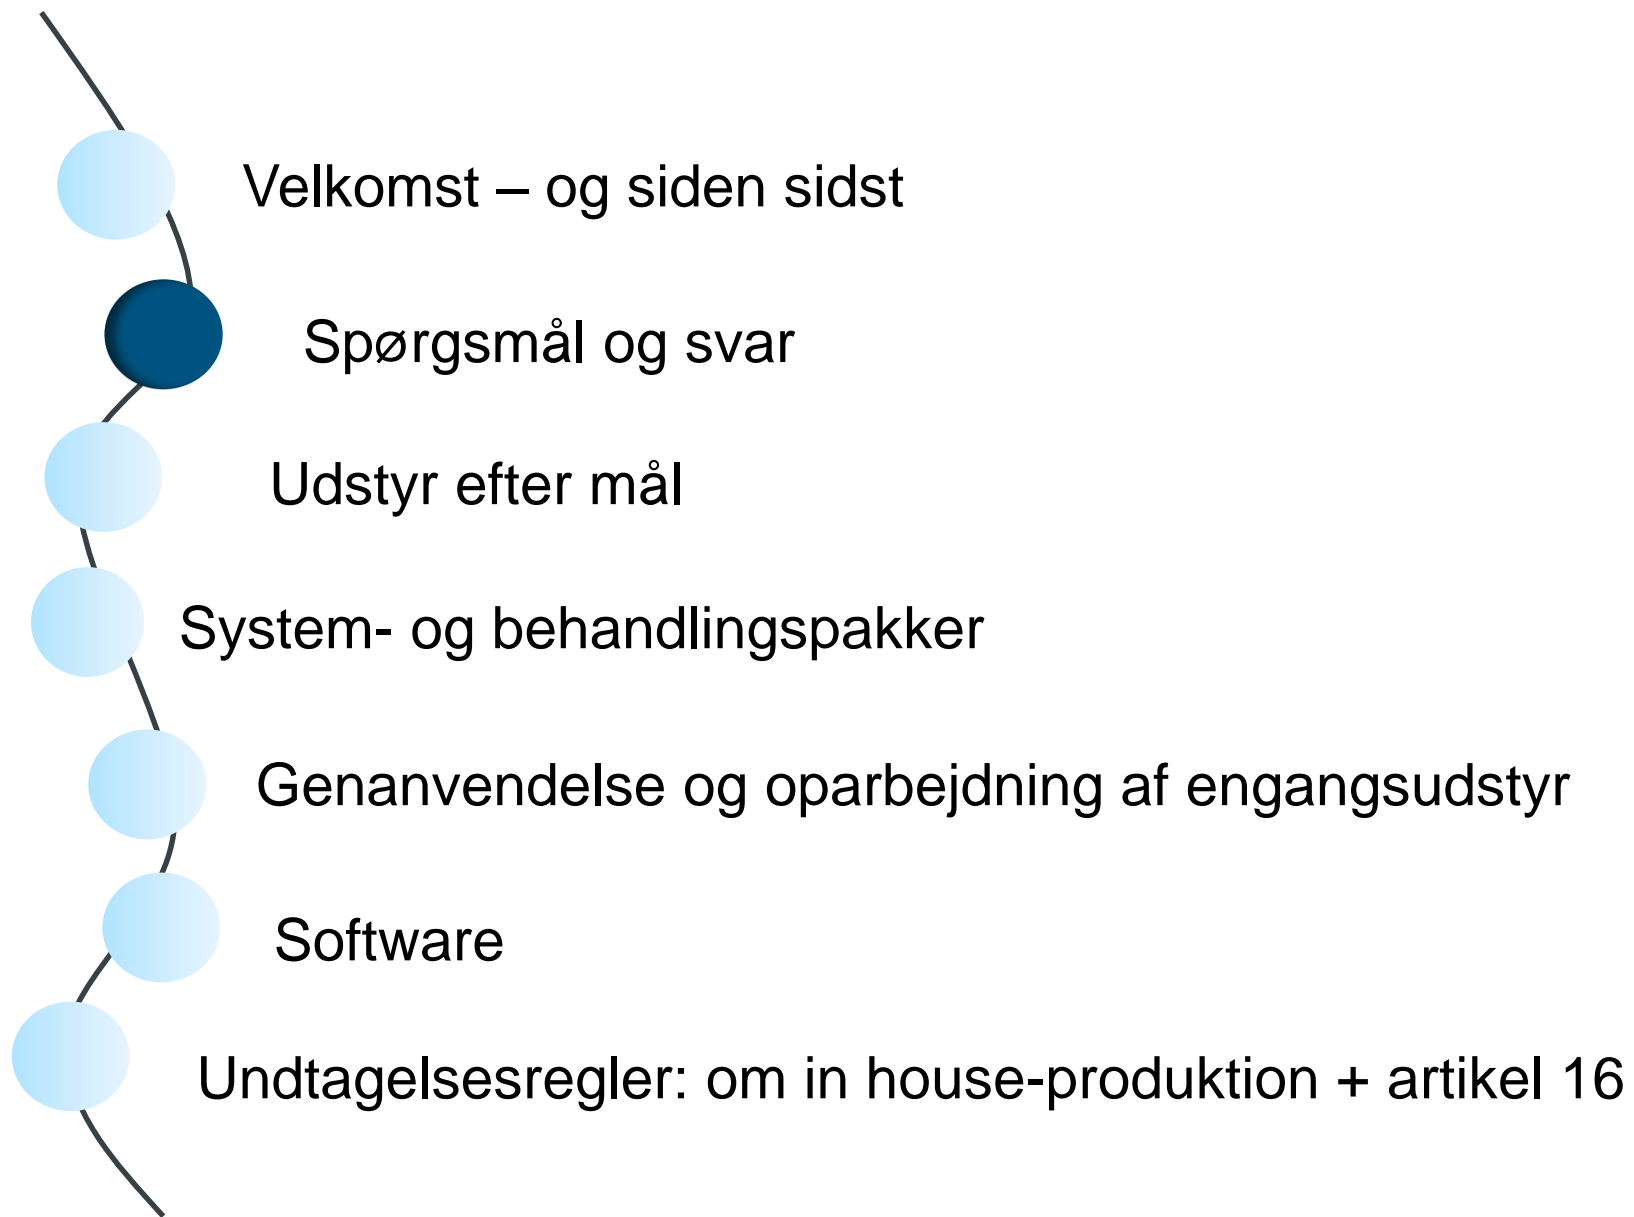 Velkomst – og siden sidst
Spørgsmål og svar
Udstyr efter mål
System- og behandlingspakker
Genanvendelse og oparbejdning af engangsudstyr
Software
Undtagelsesregler: om in house-produktion + artikel 16